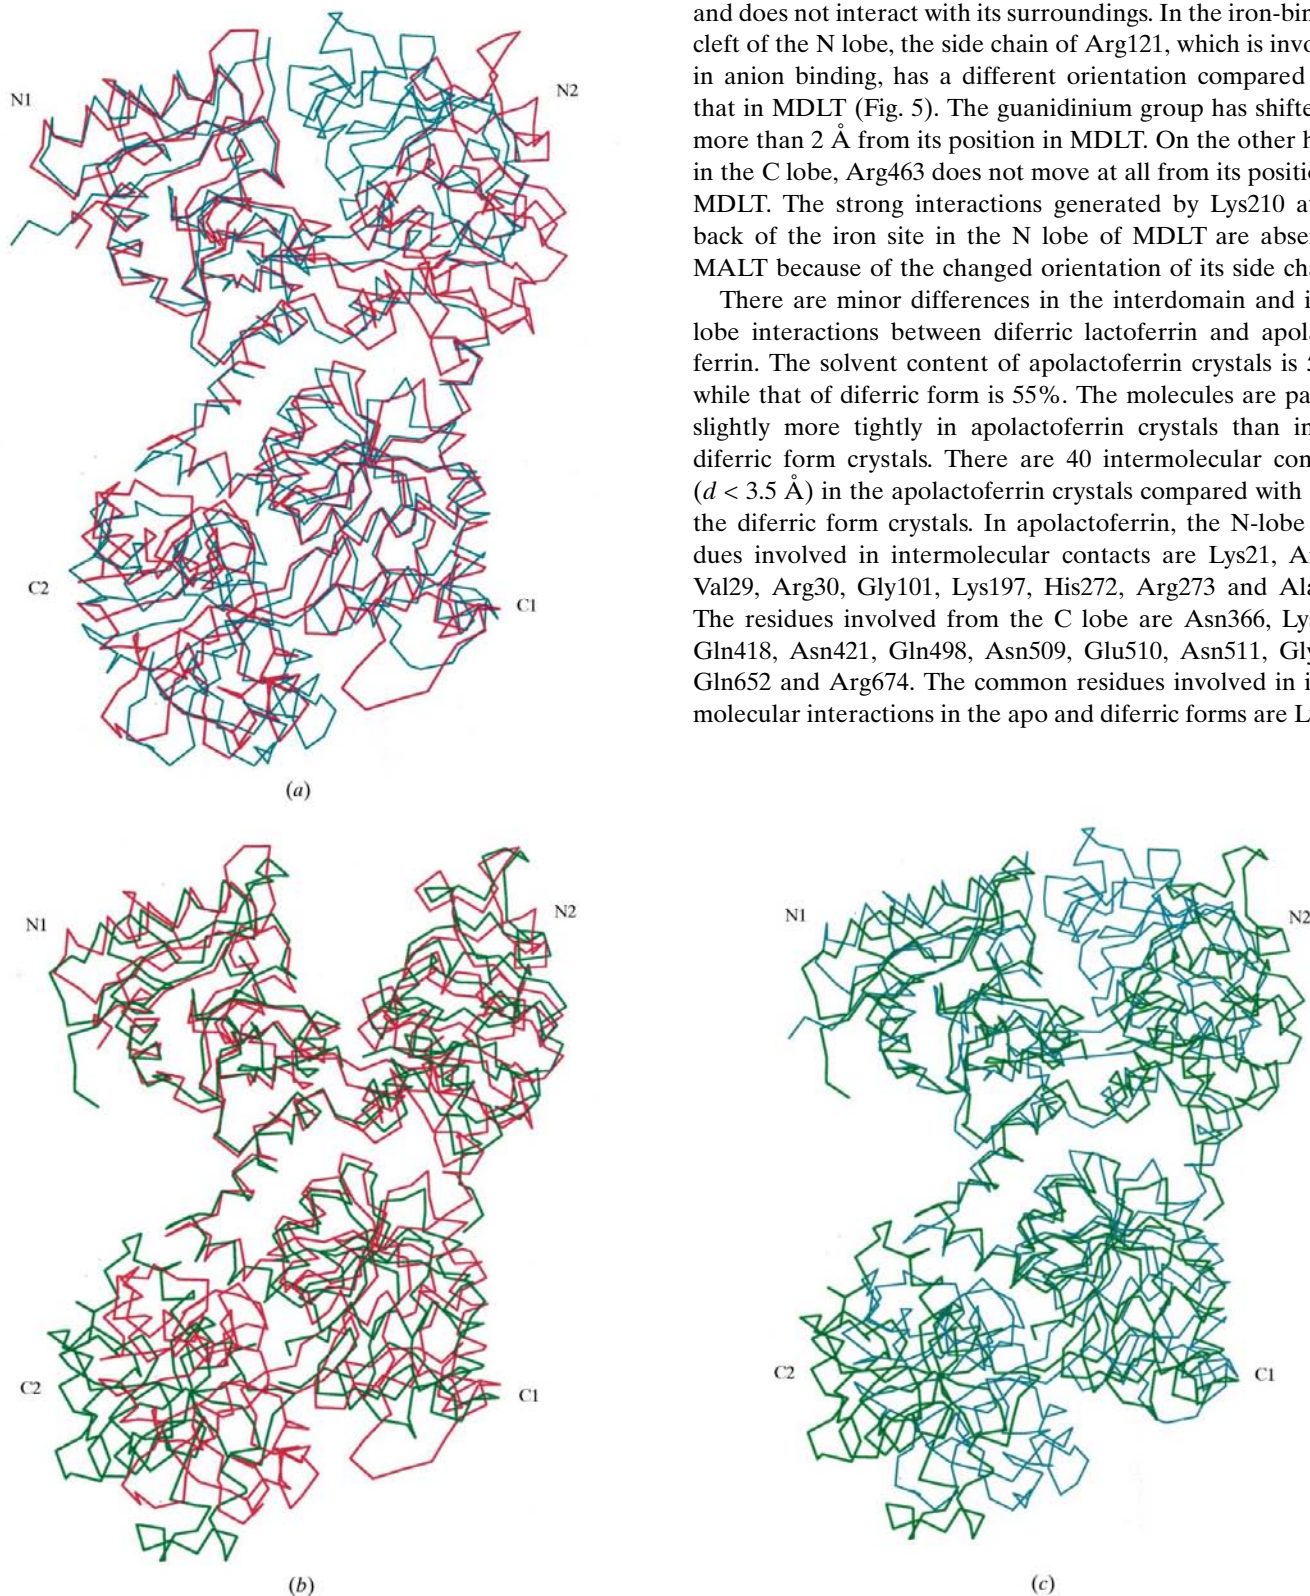 and does not interact with its surroundings. In the iron-bin
cleft of the N lobe, the side chain of Arg121, which is invo
in anion binding, has a different orientation compared
that in MDLT (Fig. 5). The guanidinium group has shifte
more than 2 Å from its position in MDLT. On the other h
in the C lobe, Arg463 does not move at all from its positio
MDLT. The strong interactions generated by Lys210 a
back of the iron site in the N lobe of MDLT are abse
MALT because of the changed orientation of its side cha
There are minor differences in the interdomain and i
lobe interactions between diferric lactoferrin and apola
ferrin. The solvent content of apolactoferrin crystals is
while that of diferric form is 55%. The molecules are pa
slightly more tightly in apolactoferrin crystals than in
diferric form crystals. There are 40 intermolecular con
(d < 3.5 Å) in the apolactoferrin crystals compared with
the diferric form crystals. In apolactoferrin, the N-lobe
dues involved in intermolecular contacts are Lys21, A
Val29, Arg30, Gly101, Lys197, His272, Arg273 and Ala
The residues involved from the C lobe are Asn366, Ly
Gln418, Asn421, Gln498, Asn509, Glu510, Asn511, Gly
Gln652 and Arg674. The common residues involved in i
molecular interactions in the apo and diferric forms are L
N1
N2
C2
C1
(a)
N1
N2
C2
C1
(b)
N1
N2
C2
C1
(c)